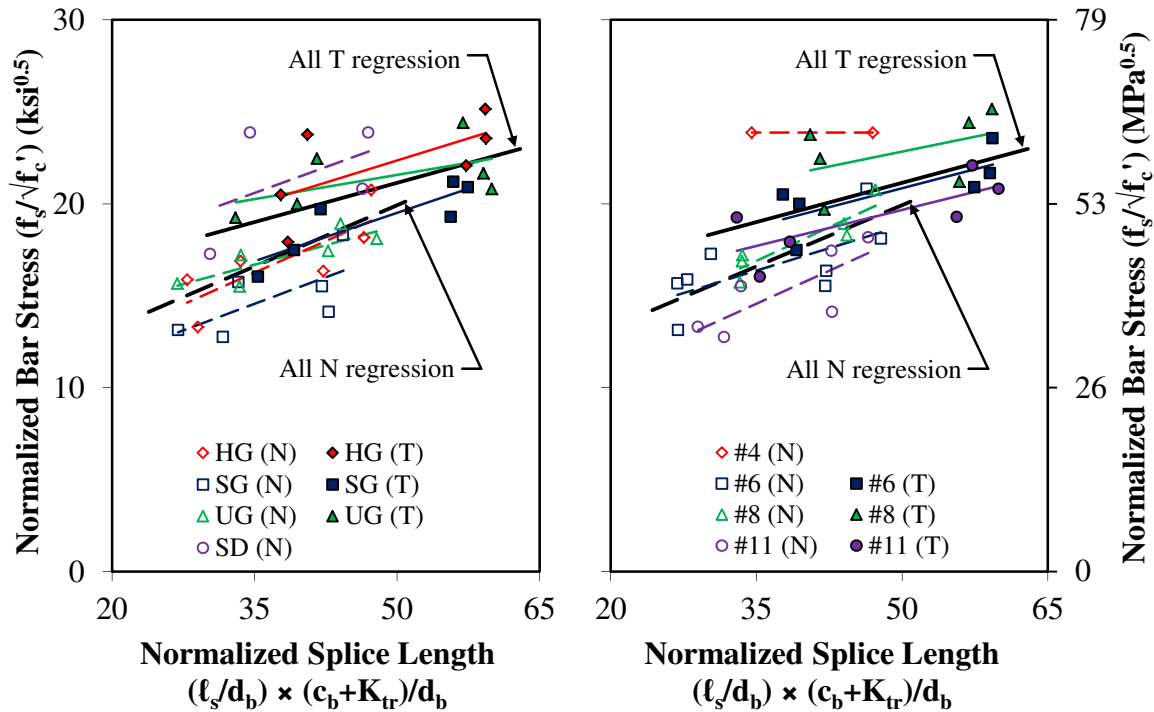 Normalized Bar Stress (fs/√fc') (ksi0.5)
30
20
10
0
All T regression
All N regression
HG (N)
HG (T)
SG (N)
SG (T)
UG (N)
UG (T)
SD (N)
20
35
50
65
Normalized Splice Length
(ℓs/db) × (cb+Ktr)/db
All T regression
All N regression
#4 (N)
#6 (N)
#6 (T)
#8 (N)
#8 (T)
#11 (N)
#11 (T)
20
35
50
65
Normalized Splice Length
(ℓs/db) × (cb+Ktr)/db
79
53
26
0
Normalized Bar Stress (fs/√fc') (MPa0.5)